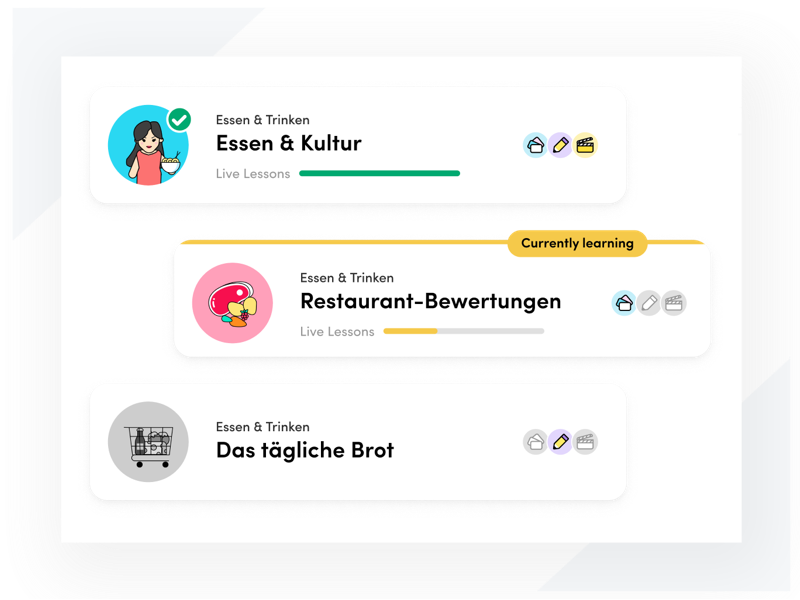 Essen & Trinken
Essen & Kultur
Live Lessons
Currently learning
Essen & Trinken
Restaurant-Bewertungen
Live Lessons
Essen & Trinken
Das tägliche Brot